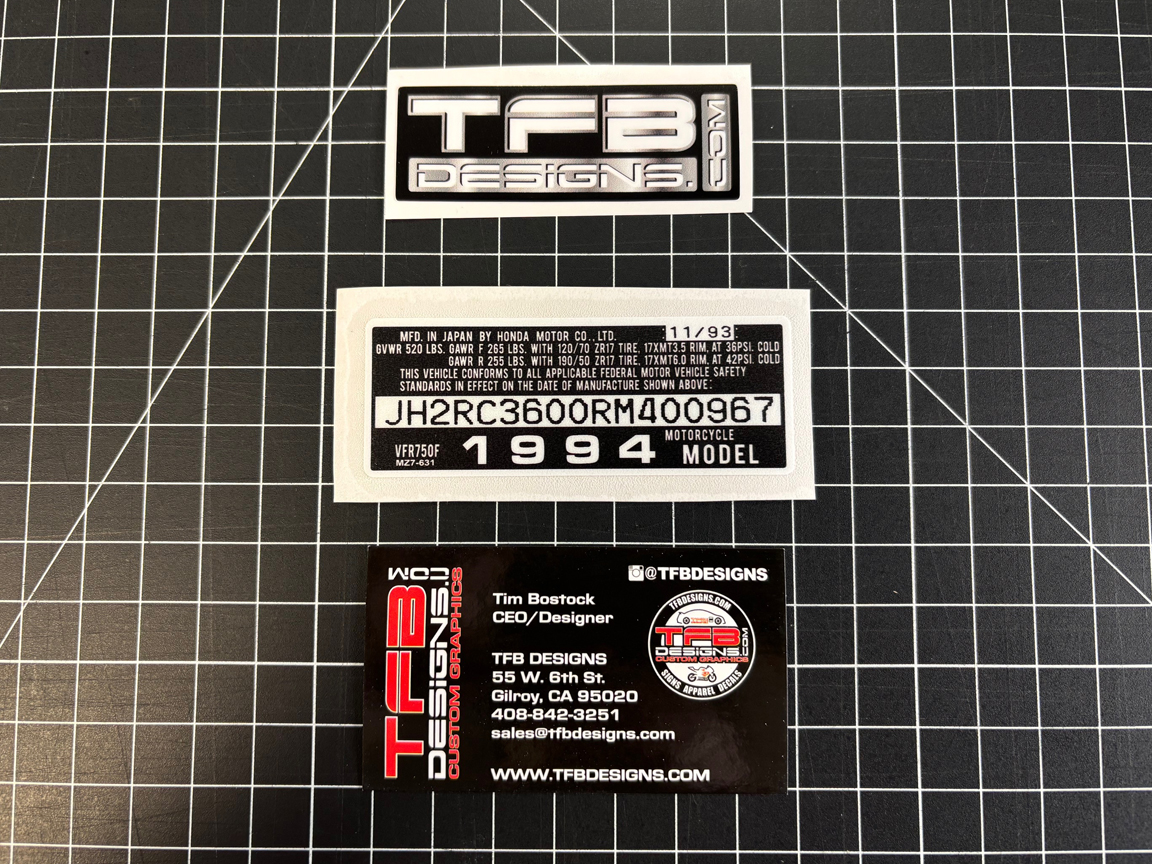 TFB
DESIGNS.COM
MFD. IN JAPAN BY HONDA MOTOR CO., LTD. 11/93
GVWR 520 LBS. GAWR F 265 LBS. WITH 120/70 ZR17 TIRE, 17XMT3.5 RIM, AT 36PSI. COLD
GAWR R 255 LBS. WITH 190/50 ZR17 TIRE, 17XMT6.0 RIM, AT 42PSI. COLD
THIS VEHICLE CONFORMS TO ALL APPLICABLE FEDERAL MOTOR VEHICLE SAFETY
STANDARDS IN EFFECT ON THE DATE OF MANUFACTURE SHOWN ABOVE:
JH2RC3600RM400967
VFR750F
MZ7-631
1994
MOTORCYCLE
MODEL
TFB
DESIGNS.COM
CUSTOM GRAPHICS
@TFBDESIGNS
Tim Bostock
CEO/Designer
TFB DESIGNS
55 W. 6th St.
Gilroy, CA 95020
408-842-3251
sales@tfbdesigns.com
WWW.TFBDESIGNS.COM
TFBDESIGNS.COM
TFB
DESIGNS.COM
CUSTOM GRAPHICS
SIGNS APPAREL DECALS